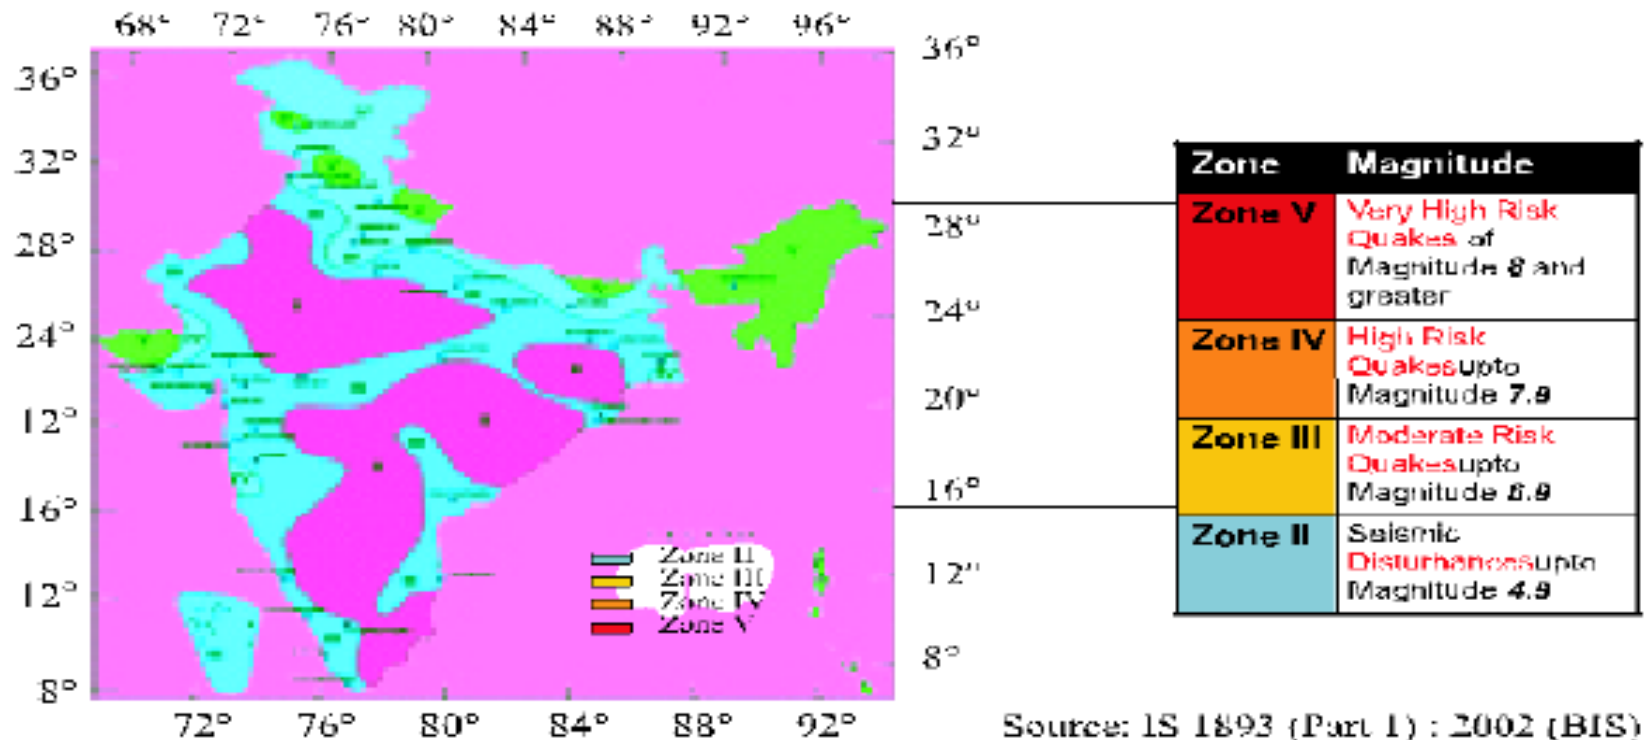 68° 72° 76° 80° 84° 88° 92° 96°
36°
32°
28°
24°
12°
16°
12°
8°
36°
32°
28°
24°
20°
16°
12°
8°
72° 76° 80° 84° 88° 92°
Zone II
Zone III
Zone IV
Zone V
Zone Magnitude
Zone V Very High Risk
Quakes of
Magnitude 8 and
greater
Zone IV High Risk
Quakesupto
Magnitude 7.9
Zone III Moderate Risk
Quakesupto
Magnitude 6.9
Zone II Seismic
Disturbancesupto
Magnitude 4.9
Source: IS 1893 (Part 1) : 2002 (BIS)